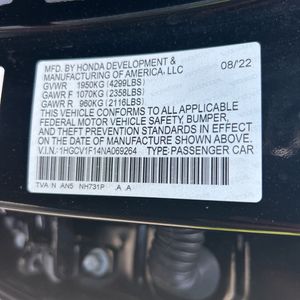 MFD. BY HONDA DEVELOPMENT &
MANUFACTURING OF AMERICA, LLC 08/22
GVWR 1950KG (4299LBS)
GAWR F 1070KG (2358LBS)
GAWR R 960KG (2116LBS)
THIS VEHICLE CONFORMS TO ALL APPLICABLE
FEDERAL MOTOR VEHICLE SAFETY, BUMPER,
AND THEFT PREVENTION STANDARDS IN EFFECT ON
THE DATE OF MANUFACTURE SHOWN ABOVE.
V.I.N.: 1HGCV1F14NA069264 TYPE: PASSENGER CAR
TVA N AN5 NH731P A A